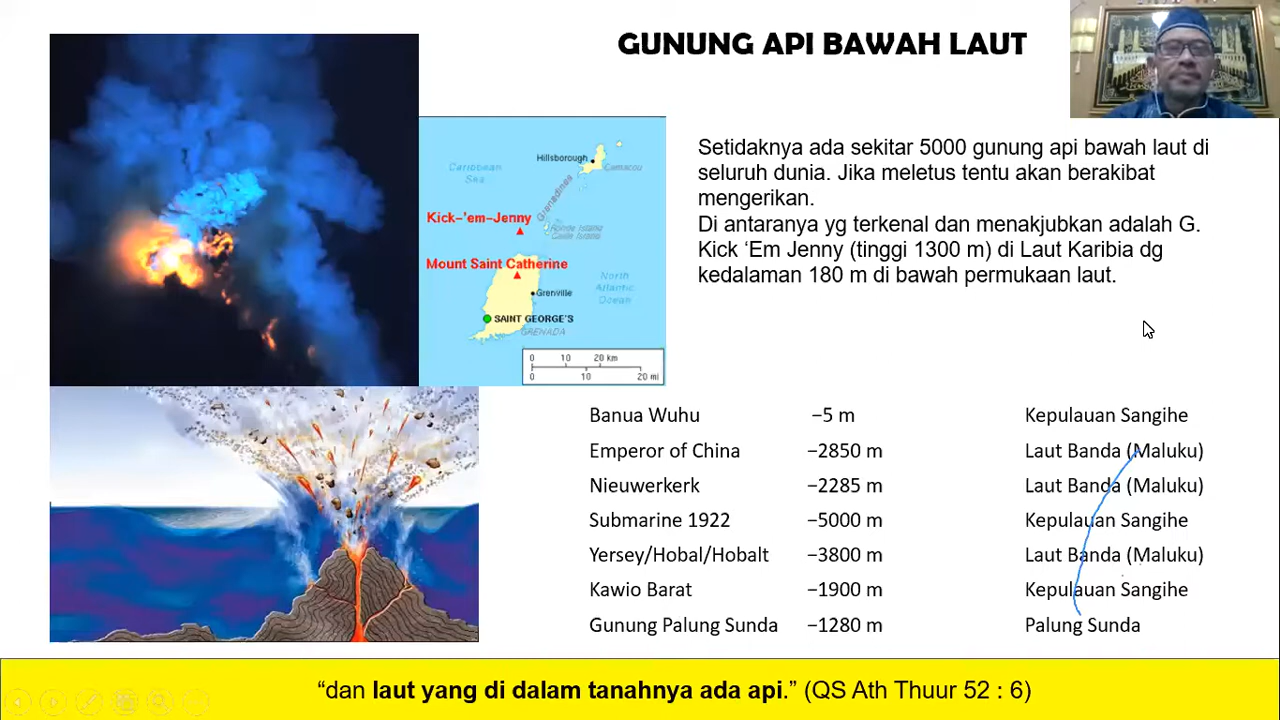 GUNUNG API BAWAH LAUT
Caribbean
Sea
Hillsborough
Carriacou
Grenadines
Kick-'em-Jenny
Ronde Island
Caille Island
Mount Saint Catherine
North
Atlantic
Ocean
Grenville
SAINT GEORGE'S
GRENADA
0 10 20 km
0 10 20 mi
Setidaknya ada sekitar 5000 gunung api bawah laut di
seluruh dunia. Jika meletus tentu akan berakibat
mengerikan.
Di antaranya yg terkenal dan menakjubkan adalah G.
Kick ‘Em Jenny (tinggi 1300 m) di Laut Karibia dg
kedalaman 180 m di bawah permukaan laut.
Banua Wuhu −5 m Kepulauan Sangihe
Emperor of China −2850 m Laut Banda (Maluku)
Nieuwerkerk −2285 m Laut Banda (Maluku)
Submarine 1922 −5000 m Kepulauan Sangihe
Yersey/Hobal/Hobalt −3800 m Laut Banda (Maluku)
Kawio Barat −1900 m Kepulauan Sangihe
Gunung Palung Sunda −1280 m Palung Sunda
“dan laut yang di dalam tanahnya ada api.” (QS Ath Thuur 52 : 6)